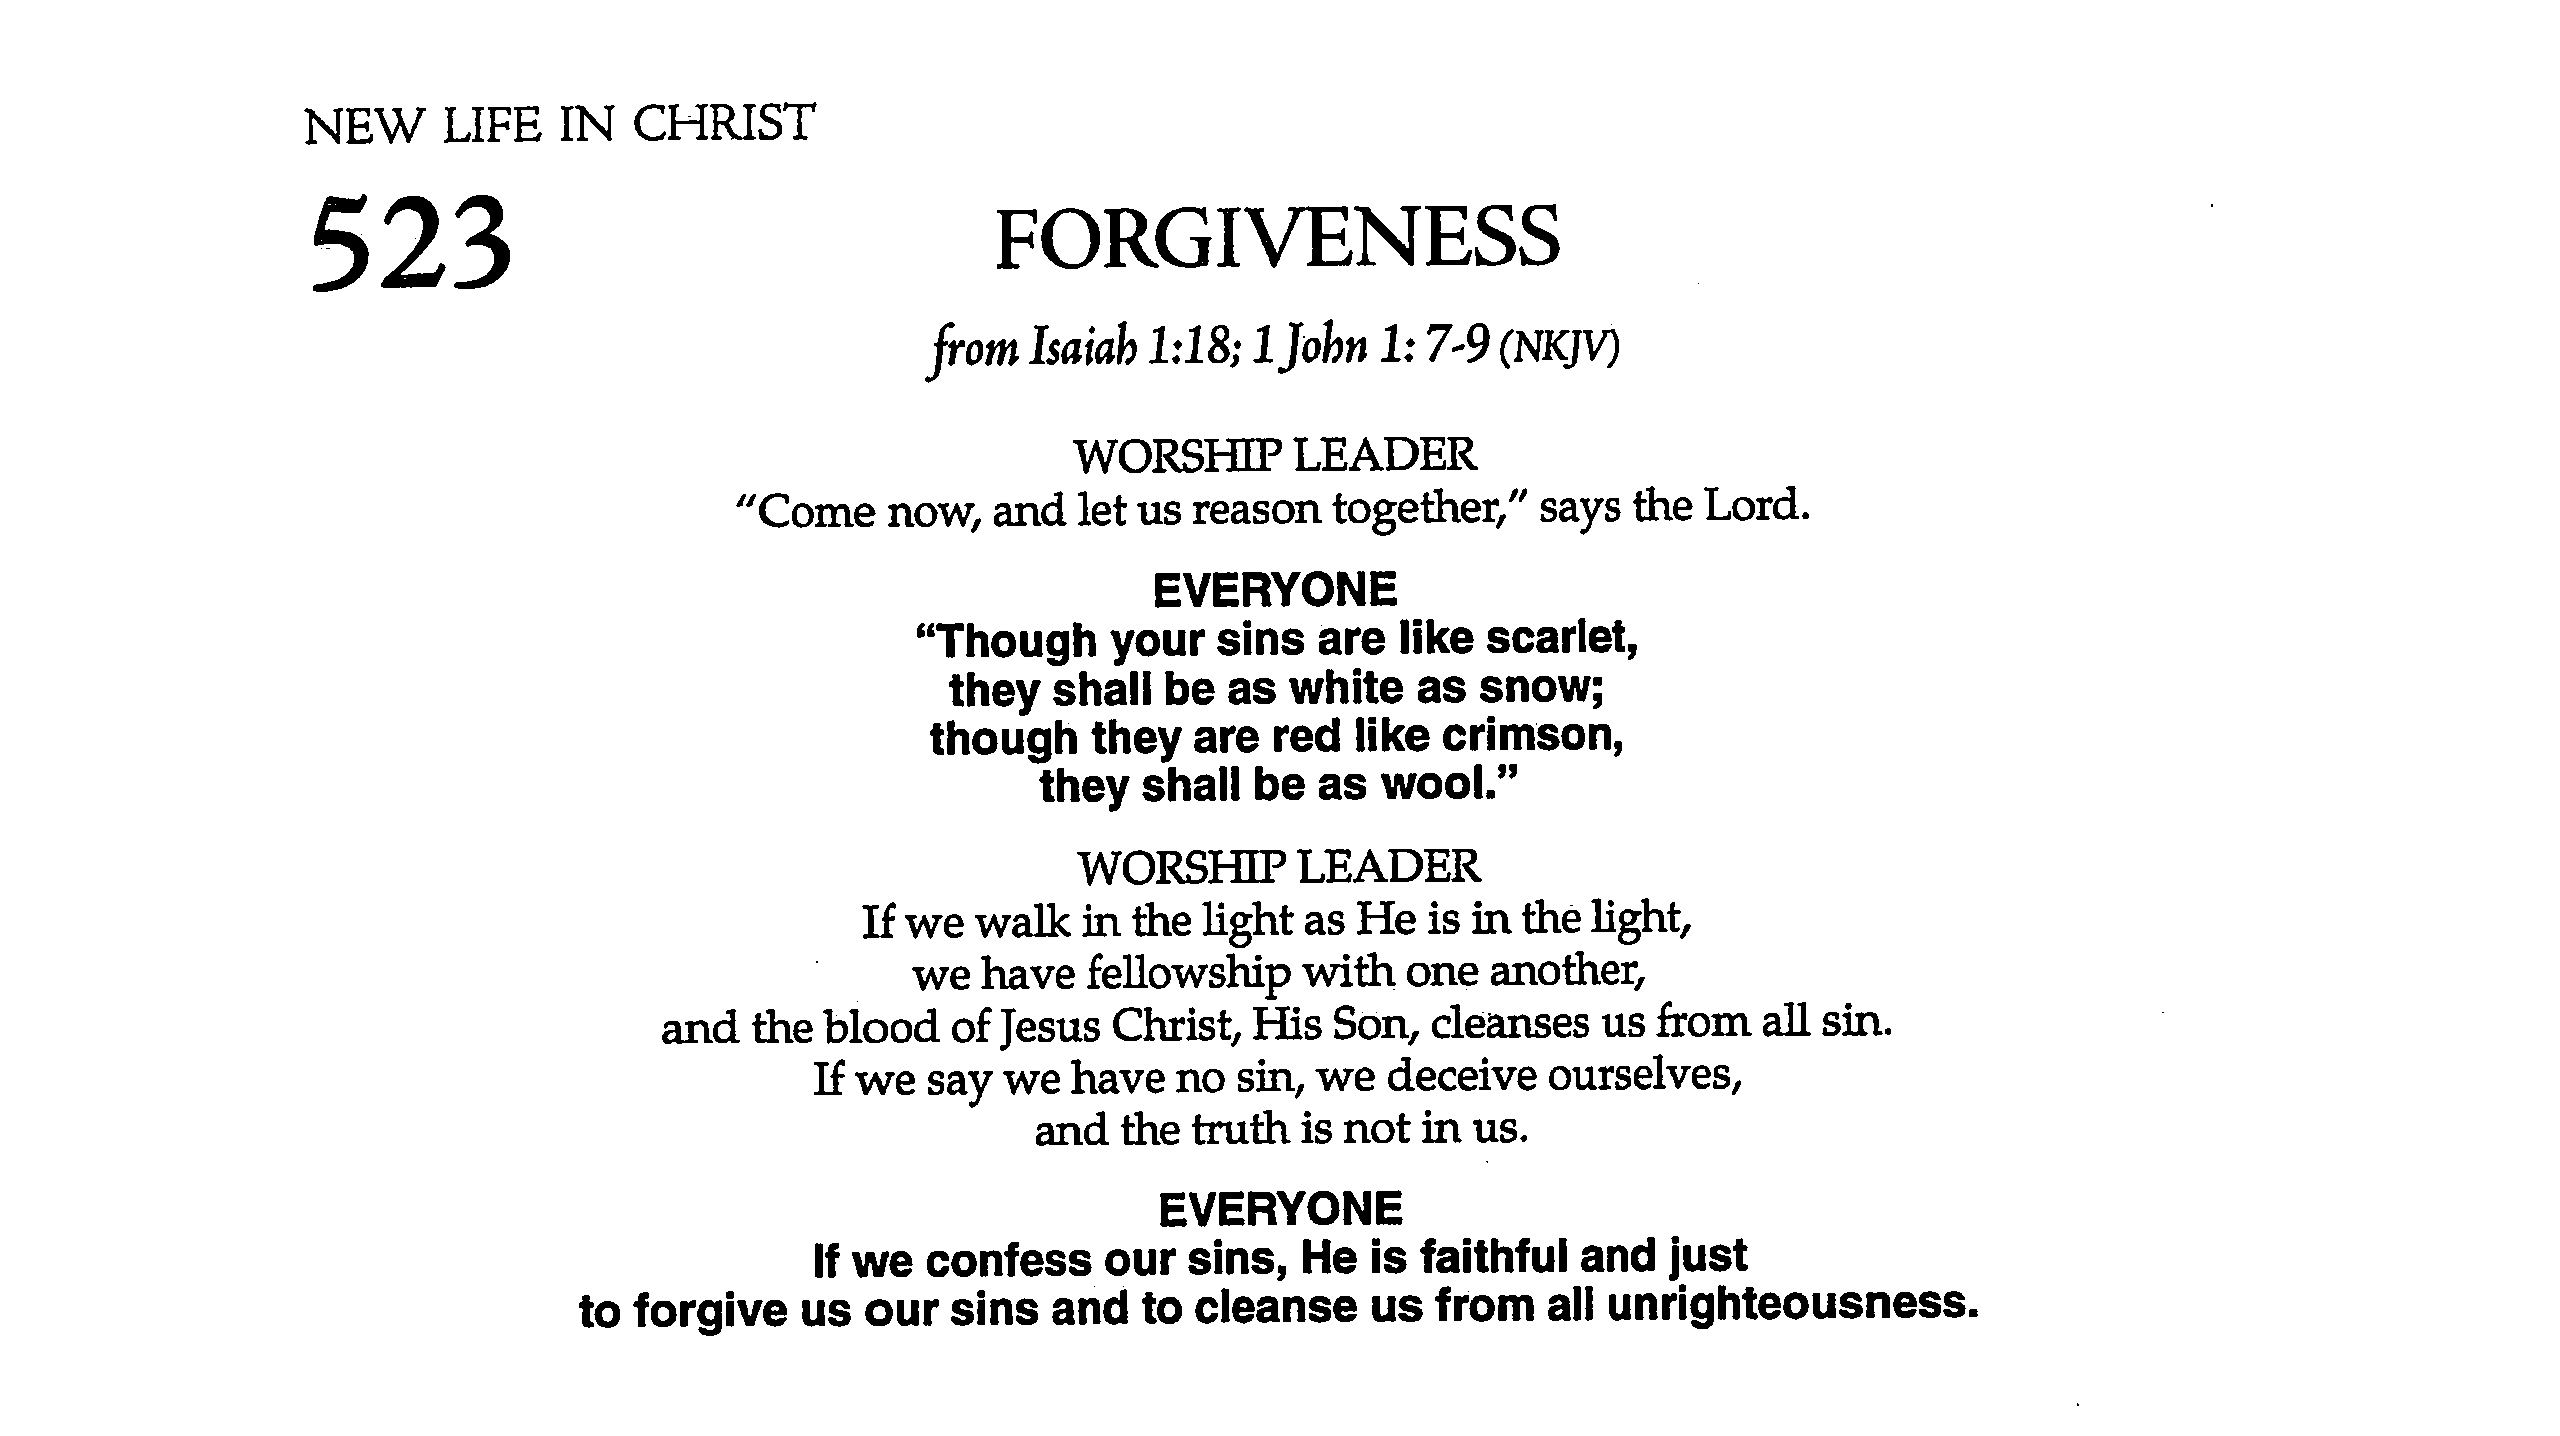 NEW LIFE IN CHRIST
523
FORGIVENESS
from Isaiah 1:18; 1 John 1: 7-9 (NKJV)
WORSHIP LEADER
"Come now, and let us reason together," says the Lord.
EVERYONE
“Though your sins are like scarlet,
they shall be as white as snow;
though they are red like crimson,
they shall be as wool.”
WORSHIP LEADER
If we walk in the light as He is in the light,
we have fellowship with one another,
and the blood of Jesus Christ, His Son, cleanses us from all sin.
If we say we have no sin, we deceive ourselves,
and the truth is not in us.
EVERYONE
If we confess our sins, He is faithful and just
to forgive us our sins and to cleanse us from all unrighteousness.